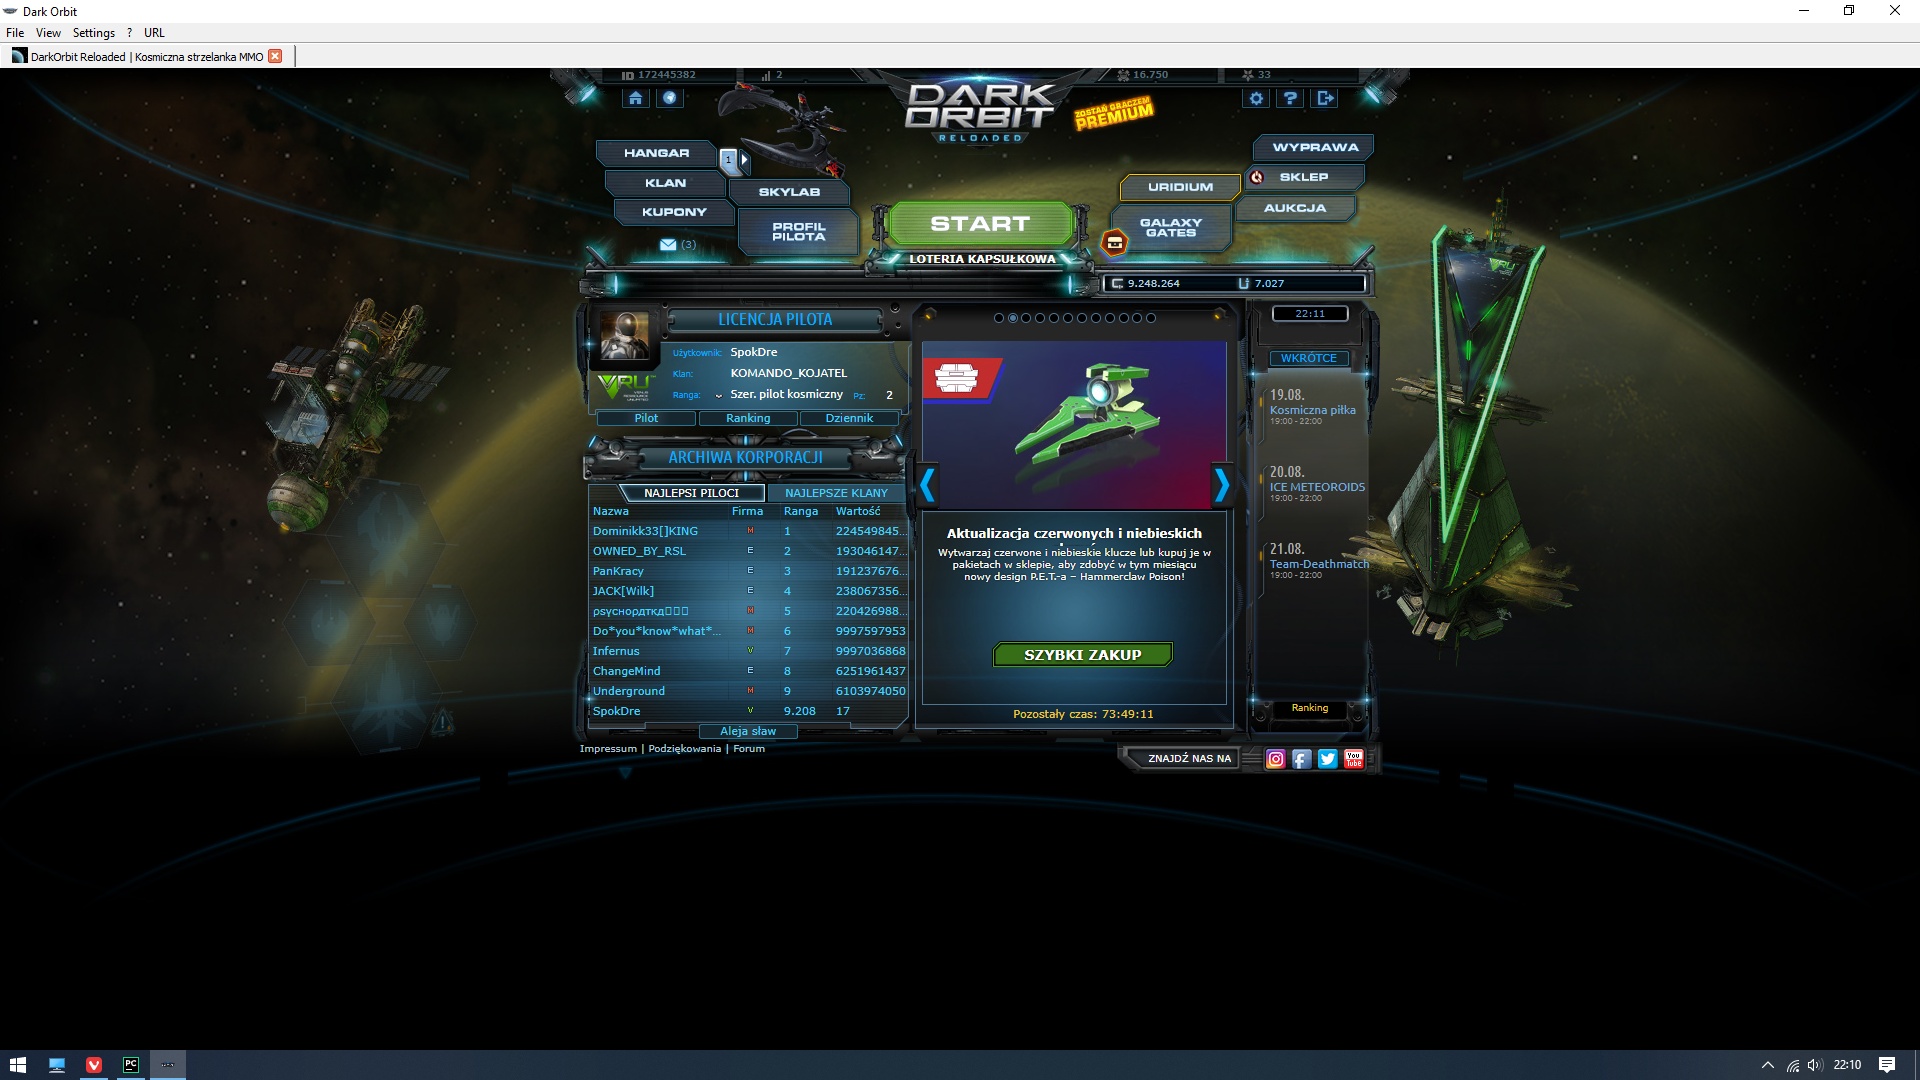 Dark Orbit
File View Settings ? URL
DarkOrbit Reloaded | Kosmiczna strzelanka MMO
ID 172445382
2
16.750
33
DARK ORBIT
RELOADED
ZOSTAŃ GRACZEM
PREMIUM
HANGAR
1
KLAN
KUPONY
(3)
SKYLAB
PROFIL
PILOTA
START
LOTERIA KAPSUŁKOWA
URIDIUM
GALAXY
GATES
WYPRAWA
SKLEP
AUKCJA
C 9.248.264 U 7.027
LICENCJA PILOTA
Użytkownik: SpokDre
Klan: KOMANDO_KOJATEL
Ranga: Szer. pilot kosmiczny Pz: 2
VRU
Pilot Ranking Dziennik
ARCHIWA KORPORACJI
NAJLEPSI PILOCI NAJLEPSZE KLANY
Nazwa Firma Ranga Wartość
Dominikk33[]KING M 1 224549845...
OWNED_BY_RSL E 2 193046147...
PanKracy E 3 191237676...
JACK[Wilk] E 4 238067356...
M 5 220426988...
Do*you*know*what*... M 6 9997597953
Infernus V 7 9997036868
ChangeMind E 8 6251961437
Underground M 9 6103974050
SpokDre V 9.208 17
Aleja sław
Impressum | Podziękowania | Forum
Aktualizacja czerwonych i niebieskich
Wytwarzaj czerwone i niebieskie klucze lub kupuj je w
pakietach w sklepie, aby zdobyć w tym miesiącu
nowy design P.E.T.-a – Hammerclaw Poison!
SZYBKI ZAKUP
Pozostały czas: 73:49:11
22:11
WKRÓTCE
19.08.
Kosmiczna piłka
19:00 - 22:00
20.08.
ICE METEOROIDS
19:00 - 22:00
21.08.
Team-Deathmatch
19:00 - 22:00
Ranking
ZNAJDŹ NAS NA
You
Tube
VRU
PC
22:10